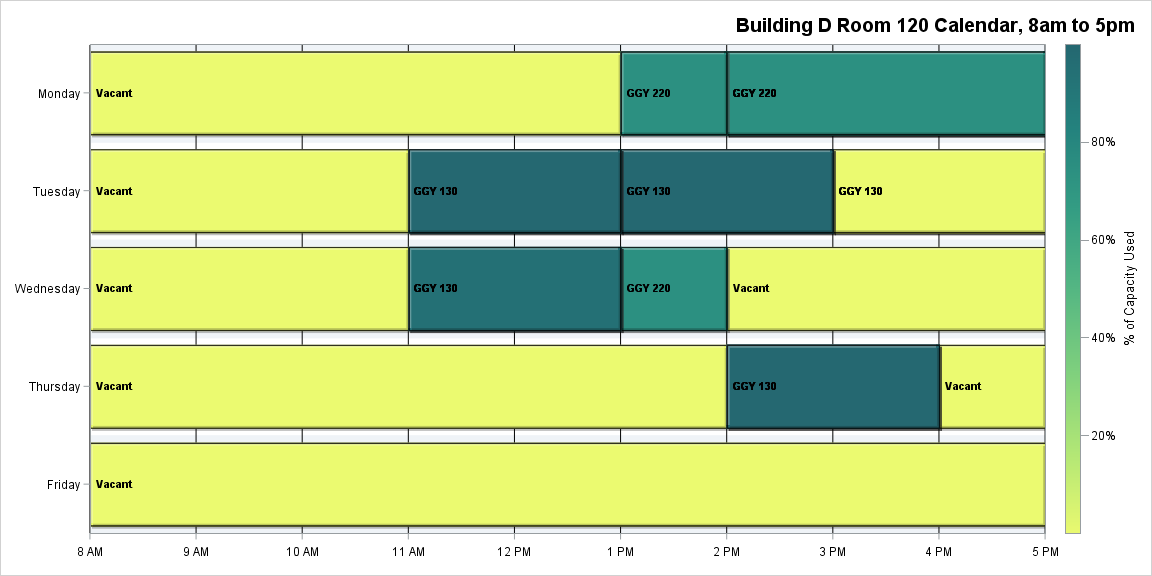 Building D Room 120 Calendar, 8am to 5pm
Monday Vacant GGY 220 GGY 220
Tuesday Vacant GGY 130 GGY 130 GGY 130
Wednesday Vacant GGY 130 GGY 220 Vacant
Thursday Vacant GGY 130 Vacant
Friday Vacant
8 AM 9 AM 10 AM 11 AM 12 PM 1 PM 2 PM 3 PM 4 PM 5 PM
80%
60%
40%
20%
% of Capacity Used